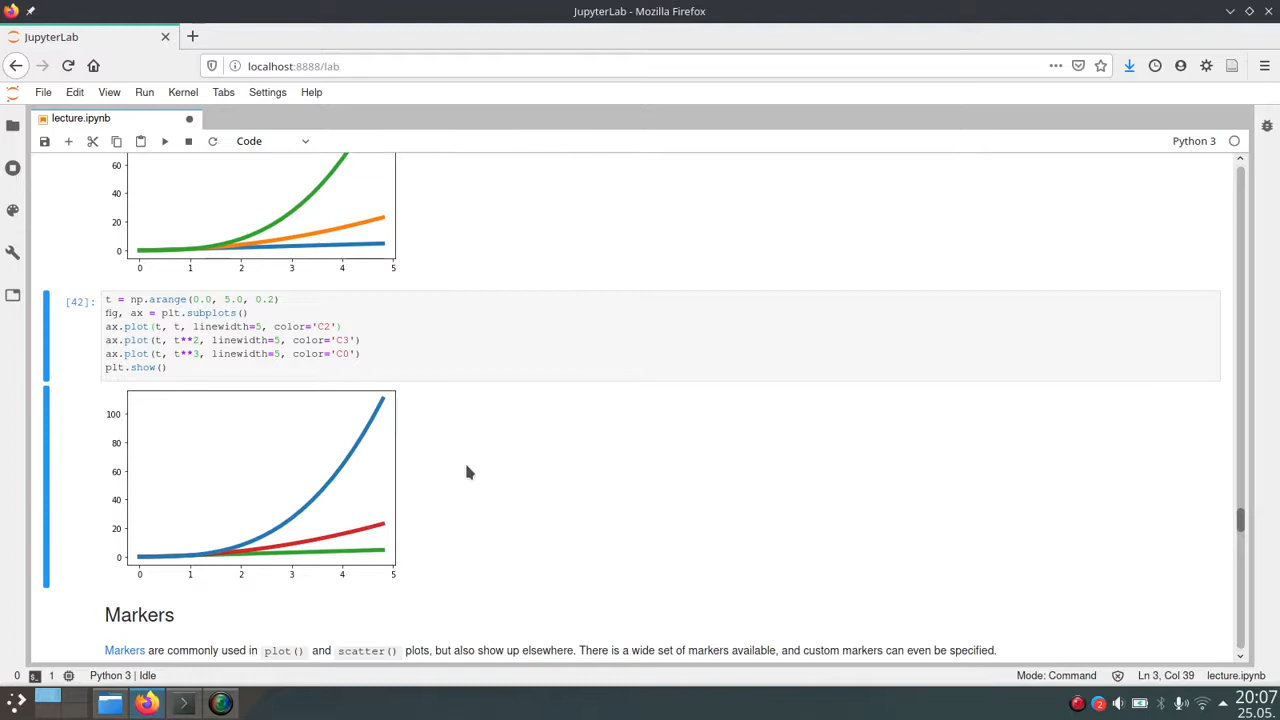 JupyterLab - Mozilla Firefox
JupyterLab
localhost:8888/lab
File Edit View Run Kernel Tabs Settings Help
lecture.ipynb
Code
Python 3
60
40
20
0
0 1 2 3 4 5
[42]:
t = np.arange(0.0, 5.0, 0.2)
fig, ax = plt.subplots()
ax.plot(t, t, linewidth=5, color='C2')
ax.plot(t, t**2, linewidth=5, color='C3')
ax.plot(t, t**3, linewidth=5, color='C0')
plt.show()
100
80
60
40
20
0
0 1 2 3 4 5
Markers
Markers are commonly used in plot() and scatter() plots, but also show up elsewhere. There is a wide set of markers available, and custom markers can even be specified.
0 1 Python 3 | Idle Mode: Command Ln 3, Col 39 lecture.ipynb
2
20:07
25.05.